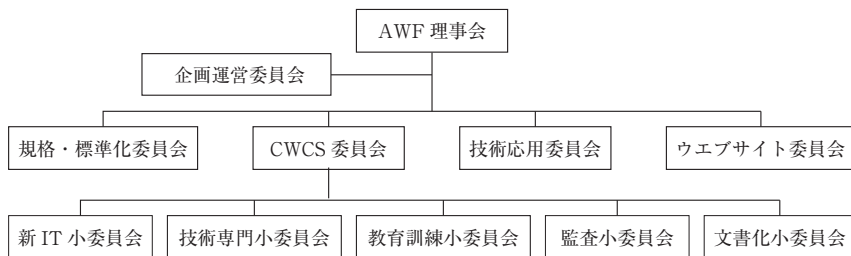 AWF 理事会
企画運営委員会
規格・標準化委員会
CWCS 委員会
技術応用委員会
ウエブサイト委員会
新 IT 小委員会
技術専門小委員会
教育訓練小委員会
監査小委員会
文書化小委員会